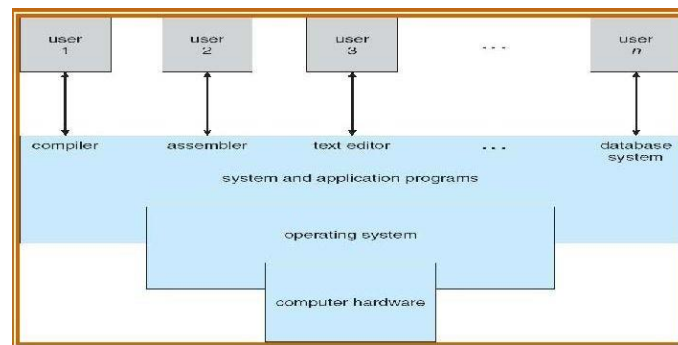 user
1
user
2
user
3
...
user
n
compiler
assembler
text editor
...
database
system
system and application programs
operating system
computer hardware